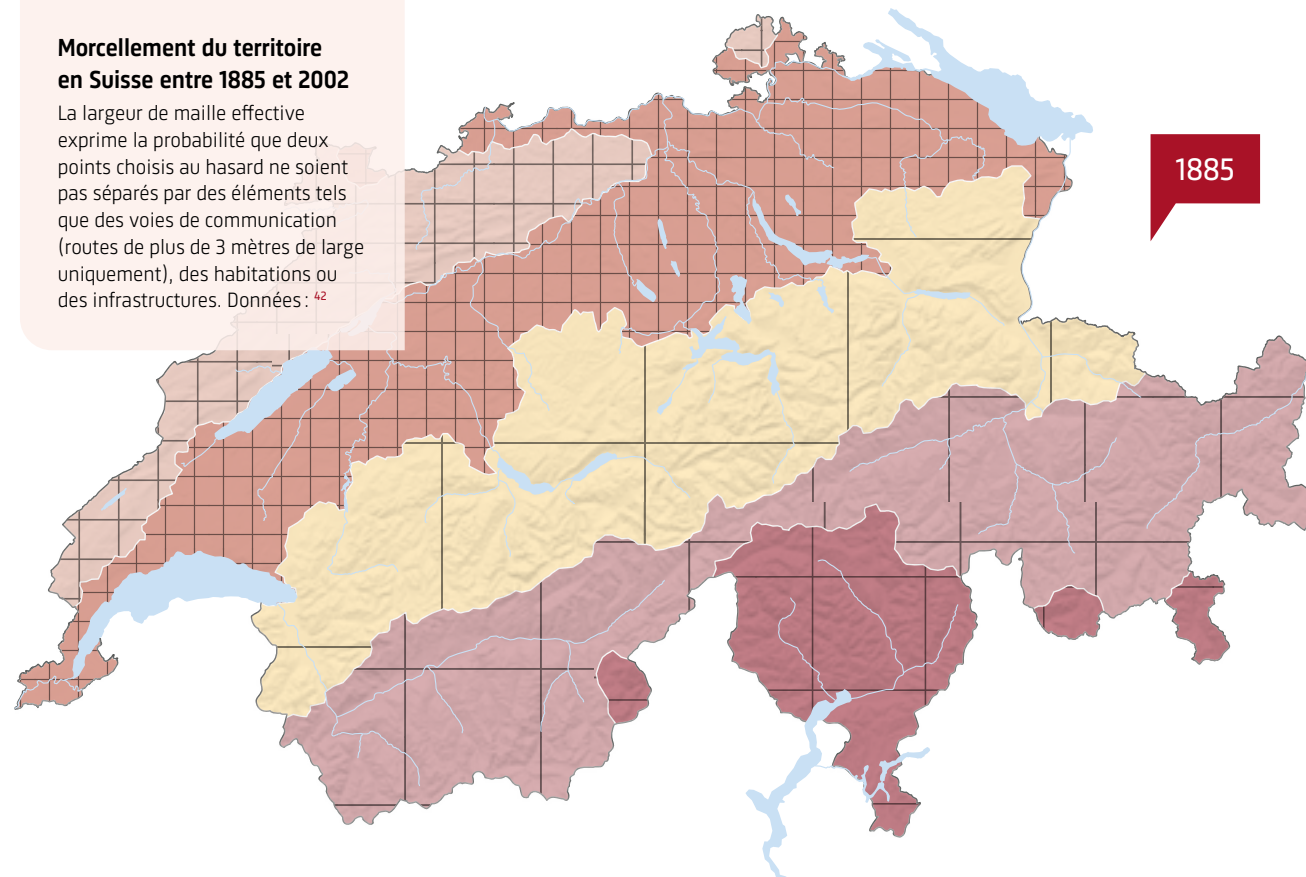 Morcellement du territoire
en Suisse entre 1885 et 2002
La largeur de maille effective
exprime la probabilité que deux
points choisis au hasard ne soient
pas séparés par des éléments tels
que des voies de communication
(routes de plus de 3 mètres de large
uniquement), des habitations ou
des infrastructures. Données : 42
1885